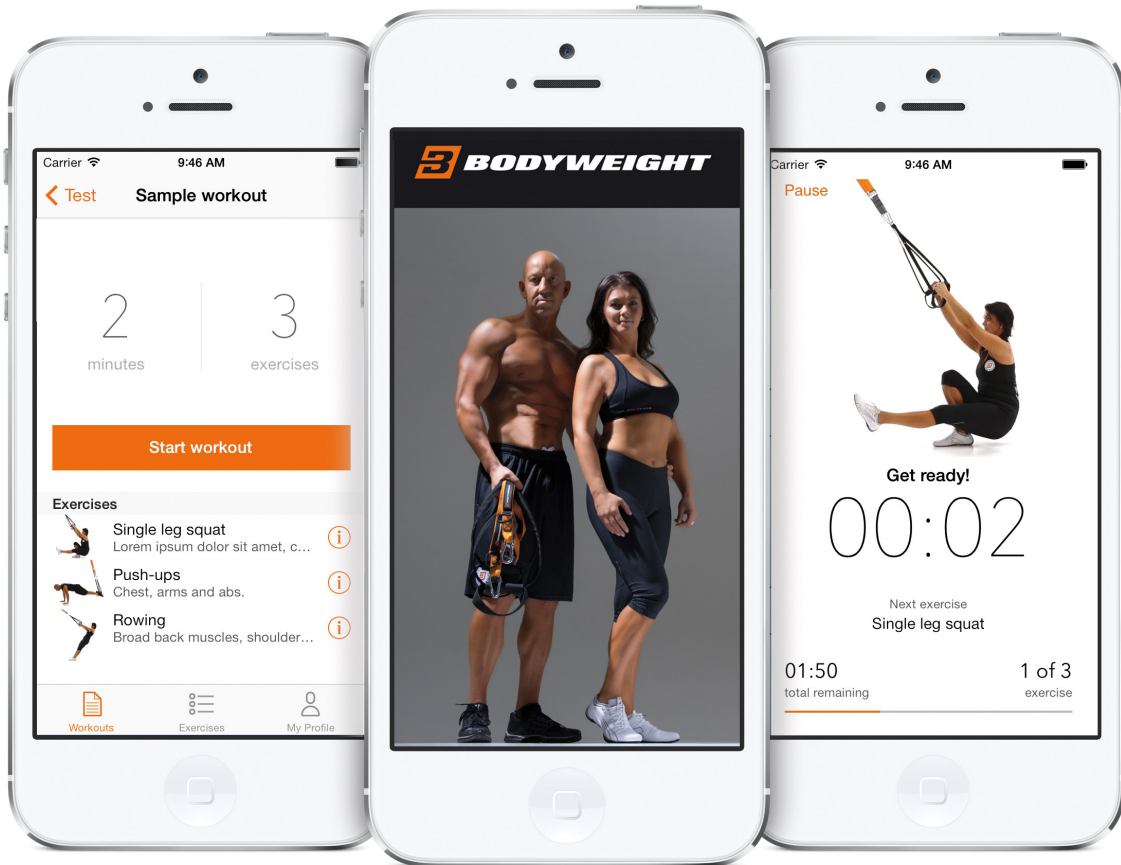 Carrier
9:46 AM
Test
Sample workout
2
minutes
3
exercises
Start workout
Exercises
Single leg squat
Lorem ipsum dolor sit amet, c...
Push-ups
Chest, arms and abs.
Rowing
Broad back muscles, shoulder...
Workouts
Exercises
My Profile
B BODYWEIGHT
Carrier
9:46 AM
Pause
Get ready!
00:02
Next exercise
Single leg squat
01:50
total remaining
1 of 3
exercise